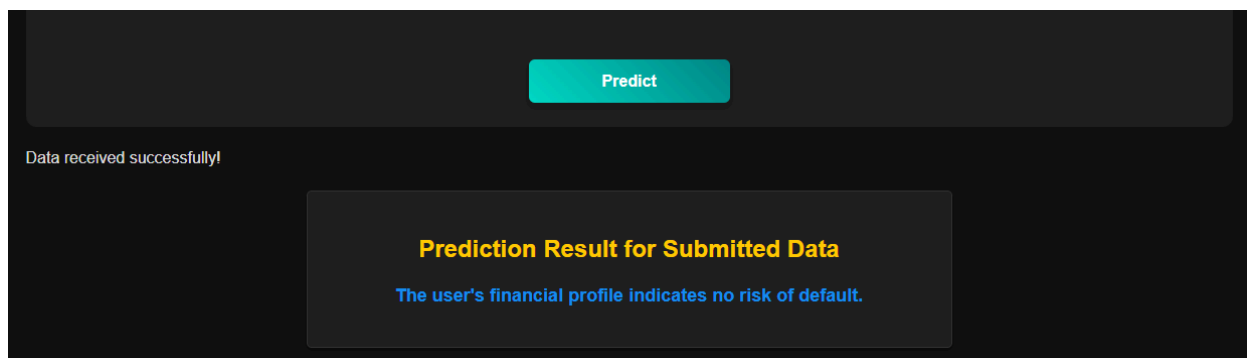 Predict
Data received successfully!
Prediction Result for Submitted Data
The user's financial profile indicates no risk of default.